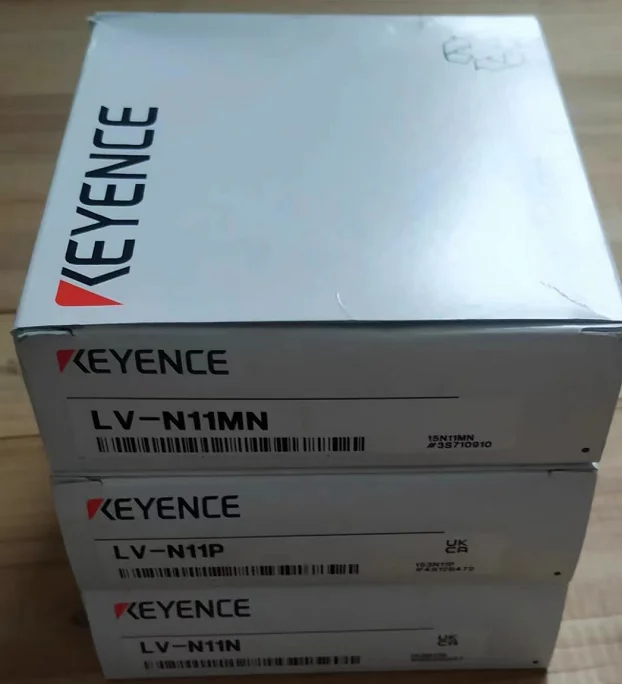 KEYENCE
KEYENCE
LV-N11MN
15N11MN
#3S710910
KEYENCE
LV-N11P
UK
CA
KEYENCE
LV-N11N
UK
CA